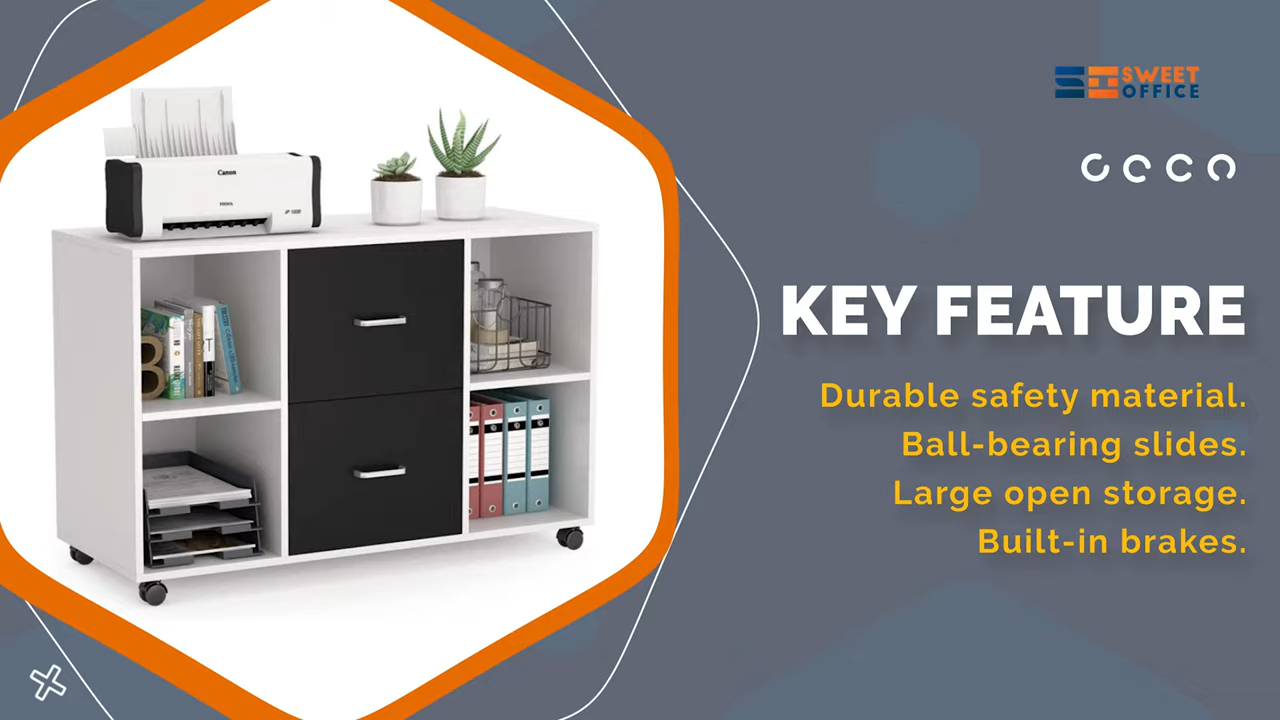 SWEET
OFFICE
KEY FEATURE
Durable safety material.
Ball-bearing slides.
Large open storage.
Built-in brakes.
Canon
B